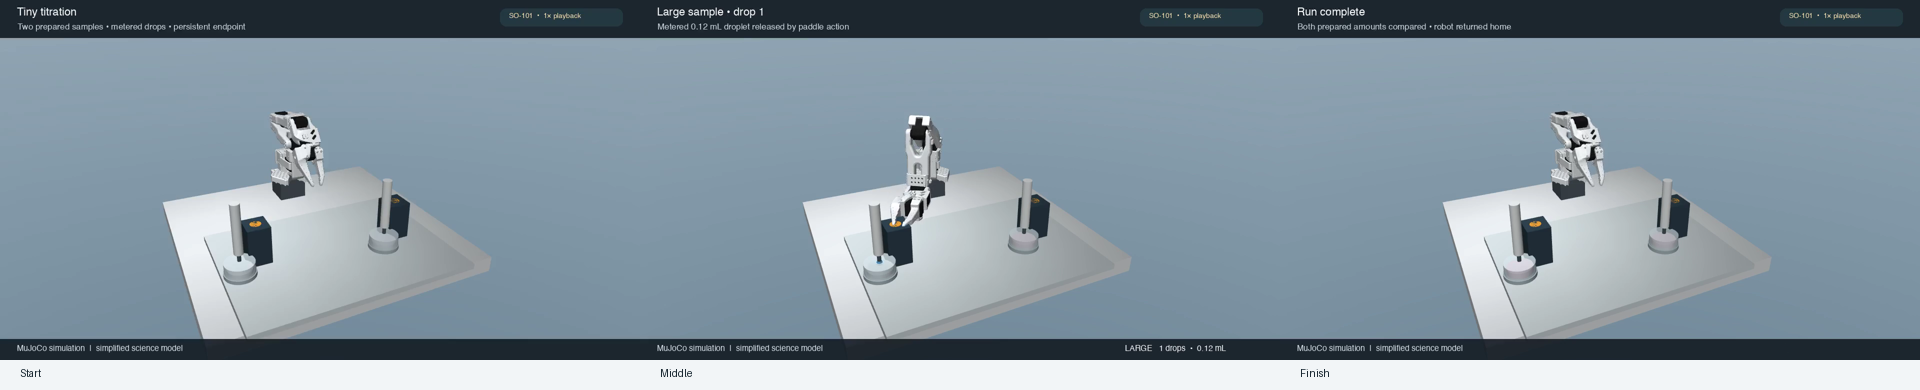 Tiny titration
Two prepared samples • metered drops • persistent endpoint
SO-101 • 1× playback
MuJoCo simulation | simplified science model
Start
Large sample • drop 1
Metered 0.12 mL droplet released by paddle action
SO-101 • 1× playback
MuJoCo simulation | simplified science model
LARGE 1 drops • 0.12 mL
Middle
Run complete
Both prepared amounts compared • robot returned home
SO-101 • 1× playback
MuJoCo simulation | simplified science model
Finish